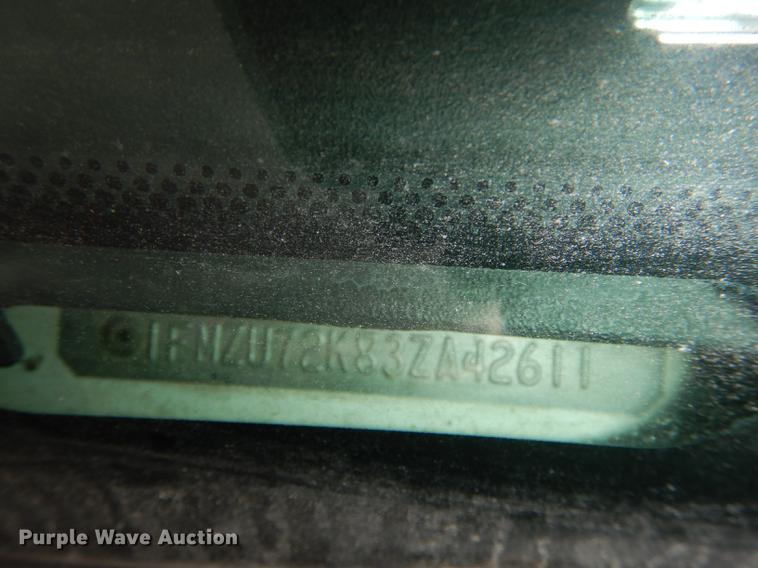 1FMZU72K83ZA42611
Purple Wave Auction